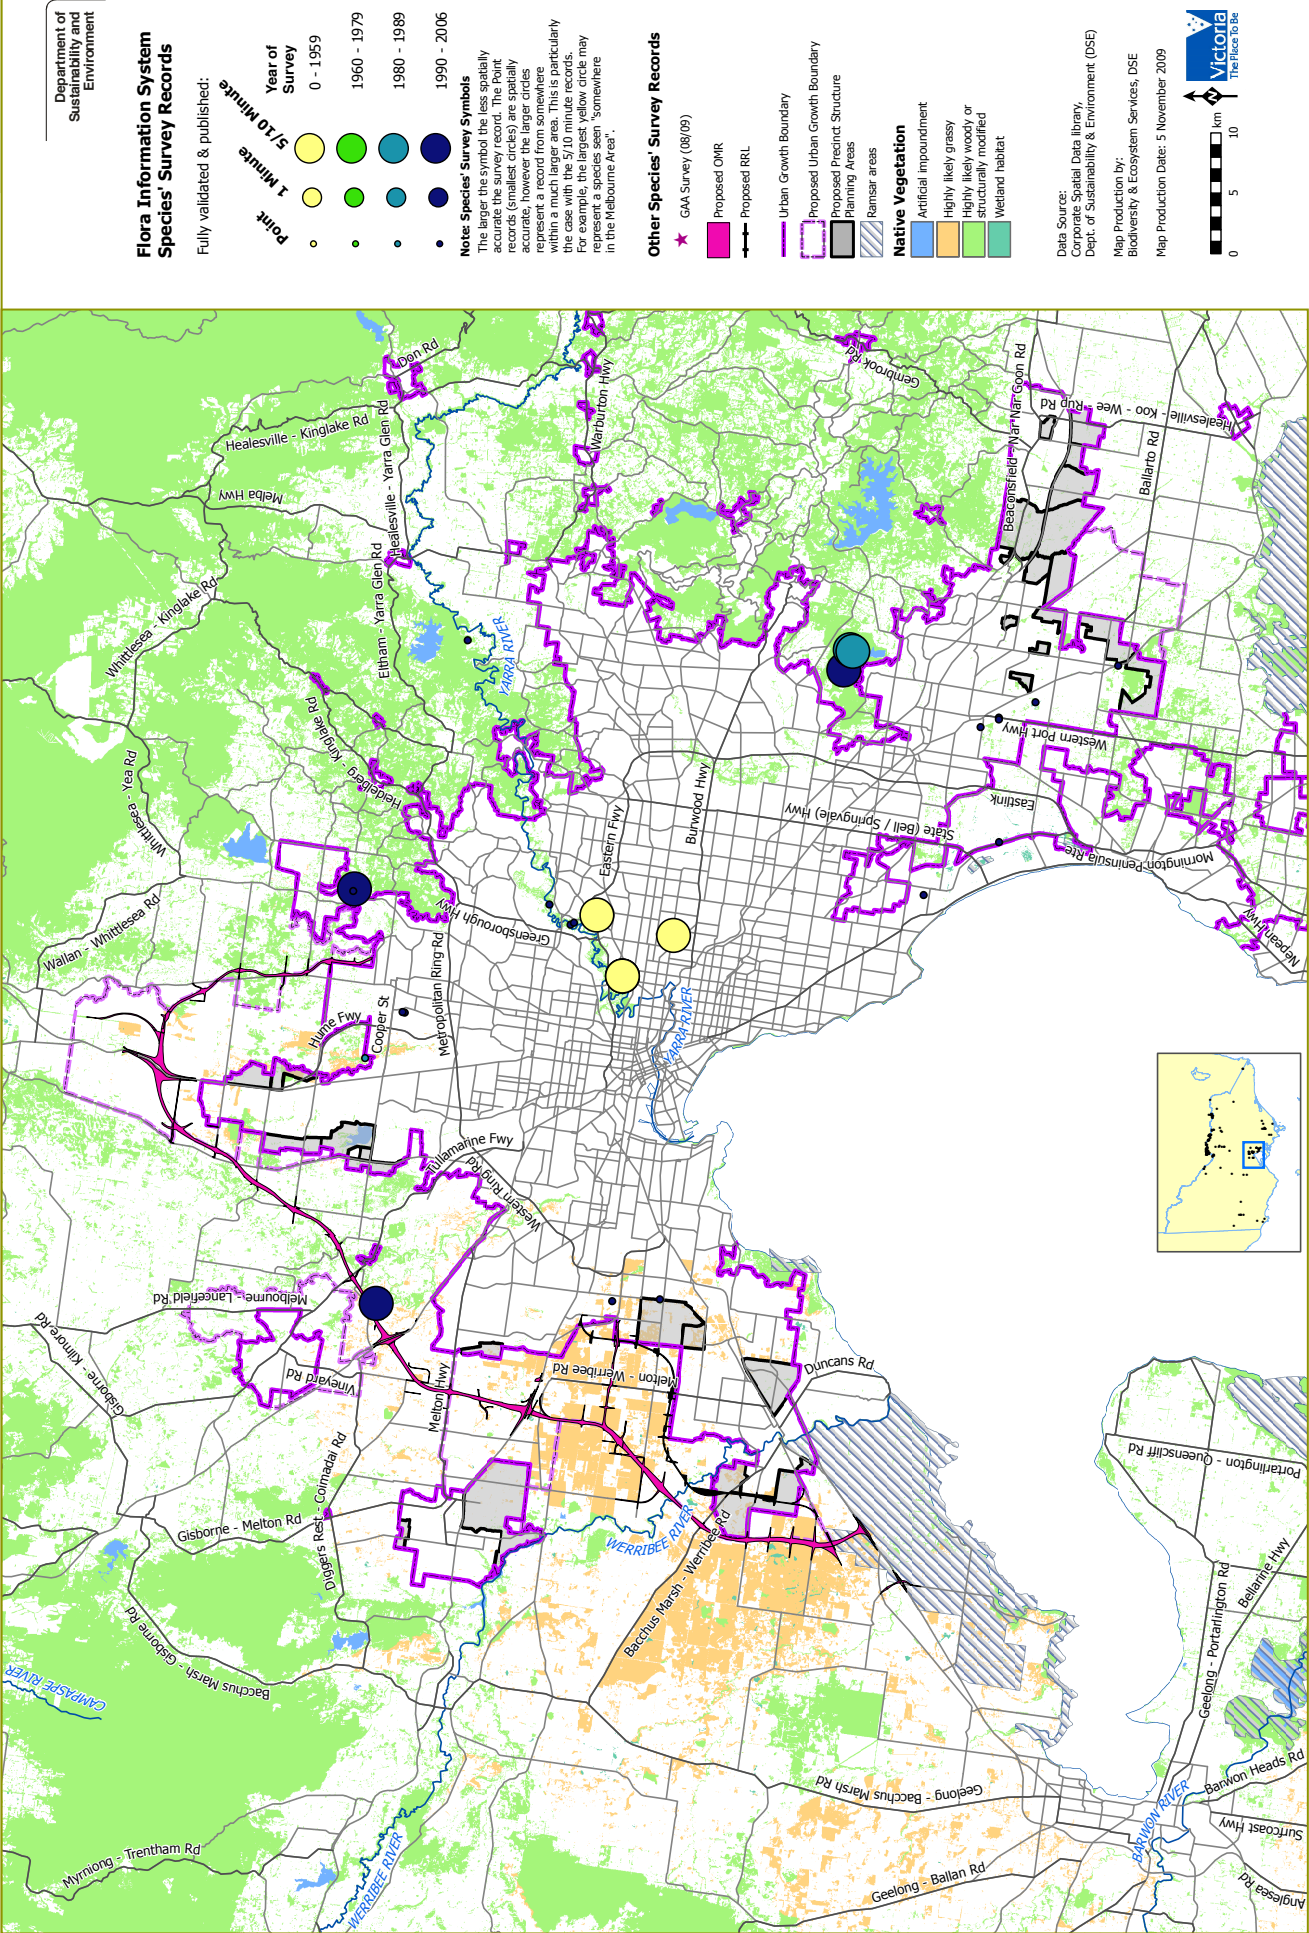 Department of
Sustainability and
Environment
Flora Information System
Species' Survey Records
Fully validated & published:
Point
1 Minute
5/10 Minute
Year of
Survey
0 - 1959
1960 - 1979
1980 - 1989
1990 - 2006
Note: Species' Survey Symbols
The larger the symbol the less spatially
accurate the survey record. The Point
records (smallest circles) are spatially
accurate, however the larger circles
represent a record from somewhere
within a much larger area. This is particularly
the case with the 5/10 minute records.
For example, the largest yellow circle may
represent a species seen "somewhere
in the Melbourne Area".
Other Species' Survey Records
GAA Survey (08/09)
Proposed OMR
Proposed RRL
Urban Growth Boundary
Proposed Urban Growth Boundary
Proposed Precinct Structure
Planning Areas
Ramsar areas
Native Vegetation
Artificial impoundment
Highly likely grassy
Highly likely woody or
structurally modified
Wetland habitat
Data Source:
Corporate Spatial Data library,
Dept. of Sustainability & Environment (DSE)
Map Production by:
Biodiversity & Ecosystem Services, DSE
Map Production Date: 5 November 2009
0
5
10
km
N
Victoria
The Place To Be
Don Rd
Healesville - Kinglake Rd
Melba Hwy
Healesville - Yarra Glen Rd
Eltham - Yarra Glen Rd
Whittlesea - Kinglake Rd
Warburton Hwy
Gembrook Rd
Beaconsfield - Nar Nar Goon Rd
Healesville - Koo - Wee - Rup Rd
Ballarto Rd
YARRA RIVER
Heidelberg - Kinglake Rd
Whittlesea - Yea Rd
Wallan - Whittlesea Rd
Eastern Fwy
Burwood Hwy
State (Bell / Springvale) Hwy
Western Port Hwy
Eastlink
Mornington Peninsula Rte
Nepean Hwy
Greensborough Hwy
Metropolitan Ring Rd
Hume Fwy
Cooper St
YARRA RIVER
Tullamarine Fwy
Western Ring Rd
Melbourne - Lancefield Rd
Gisborne - Kilmore Rd
Vineyard Rd
Melton Hwy
Melton - Werribee Rd
Duncans Rd
Diggers Rest - Coimadai Rd
Gisborne - Melton Rd
WERRIBEE RIVER
Bacchus Marsh - Werribee Rd
Bacchus Marsh - Gisborne Rd
CAMPASPE RIVER
Myrniong - Trentham Rd
WERRIBEE RIVER
Geelong - Bacchus Marsh Rd
Geelong - Ballan Rd
Portarlington - Queenscliff Rd
Geelong - Portarlington Rd
Bellarine Hwy
BARWON RIVER
Barwon Heads Rd
Surfcoast Hwy
Anglesea Rd